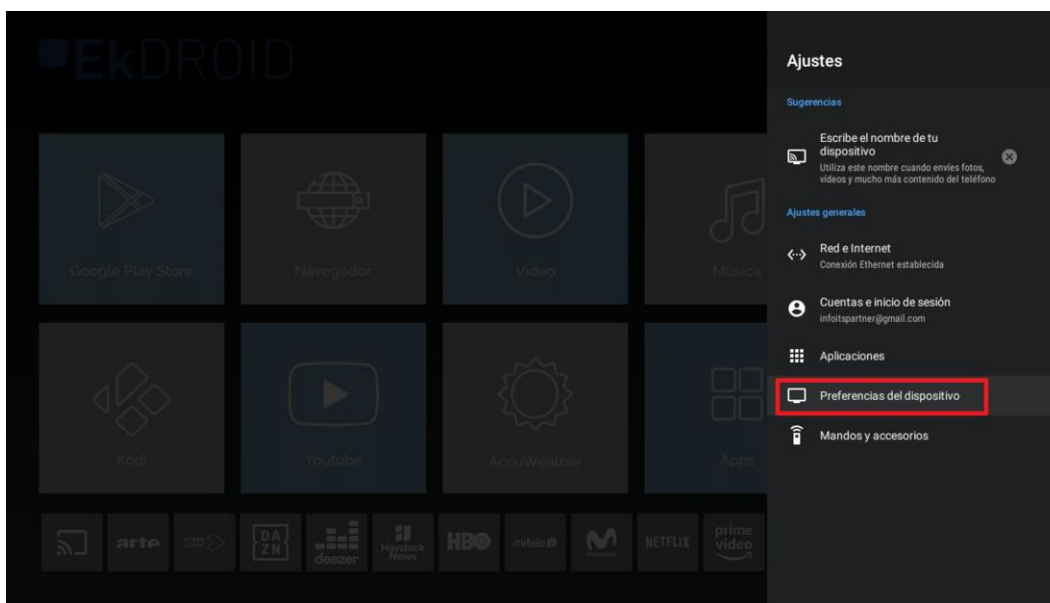 EkDROID
Google Play Store
Navegador
Video
Música
Kodi
Youtube
AccuWeather
Apps
arte
DA
ZN
deezer
Haystack
News
HBO
mitele
movistar
NETFLIX
prime
video
Ajustes
Sugerencias
Escribe el nombre de tu
dispositivo
Utiliza este nombre cuando envíes fotos,
vídeos y mucho más contenido del teléfono
Ajustes generales
Red e Internet
Conexión Ethernet establecida
Cuentas e inicio de sesión
infoitspartner@gmail.com
Aplicaciones
Preferencias del dispositivo
Mandos y accesorios